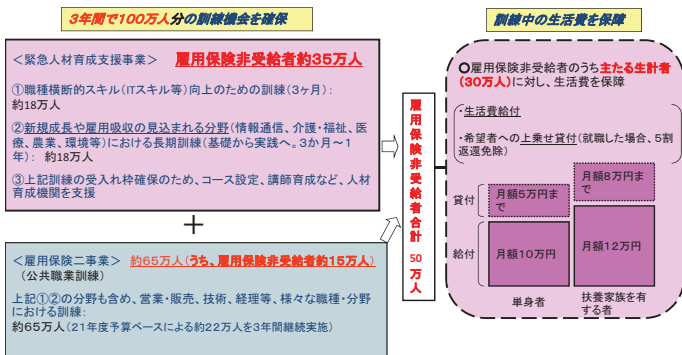 3年間で100万人分の訓練機会を確保
訓練中の生活費を保障
＜緊急人材育成支援事業＞ 雇用保険非受給者約35万人
①職種横断的スキル(ITスキル等)向上のための訓練(3ヶ月):
約18万人
②新規成長や雇用吸収の見込まれる分野(情報通信、介護・福祉、医
療、農業、環境等)における長期訓練(基礎から実践へ。3か月～1
年): 約18万人
③上記訓練の受入れ枠確保のため、コース設定、講師育成など、人材
育成機関を支援
＋
＜雇用保険二事業＞ 約65万人(うち、雇用保険非受給者約15万人)
(公共職業訓練)
上記①②の分野も含め、営業・販売、技術、経理等、様々な職種・分野
における訓練:
約65万人(21年度予算ベースによる約22万人を3年間継続実施)
雇用保険非受給者合計50万人
○雇用保険非受給者のうち主たる生計者
(30万人)に対し、生活費を保障
・生活費給付
・希望者への上乗せ貸付(就職した場合、5割
返還免除)
貸付
月額5万円ま
で
月額8万円ま
で
給付
月額10万円
月額12万円
単身者
扶養家族を有
する者